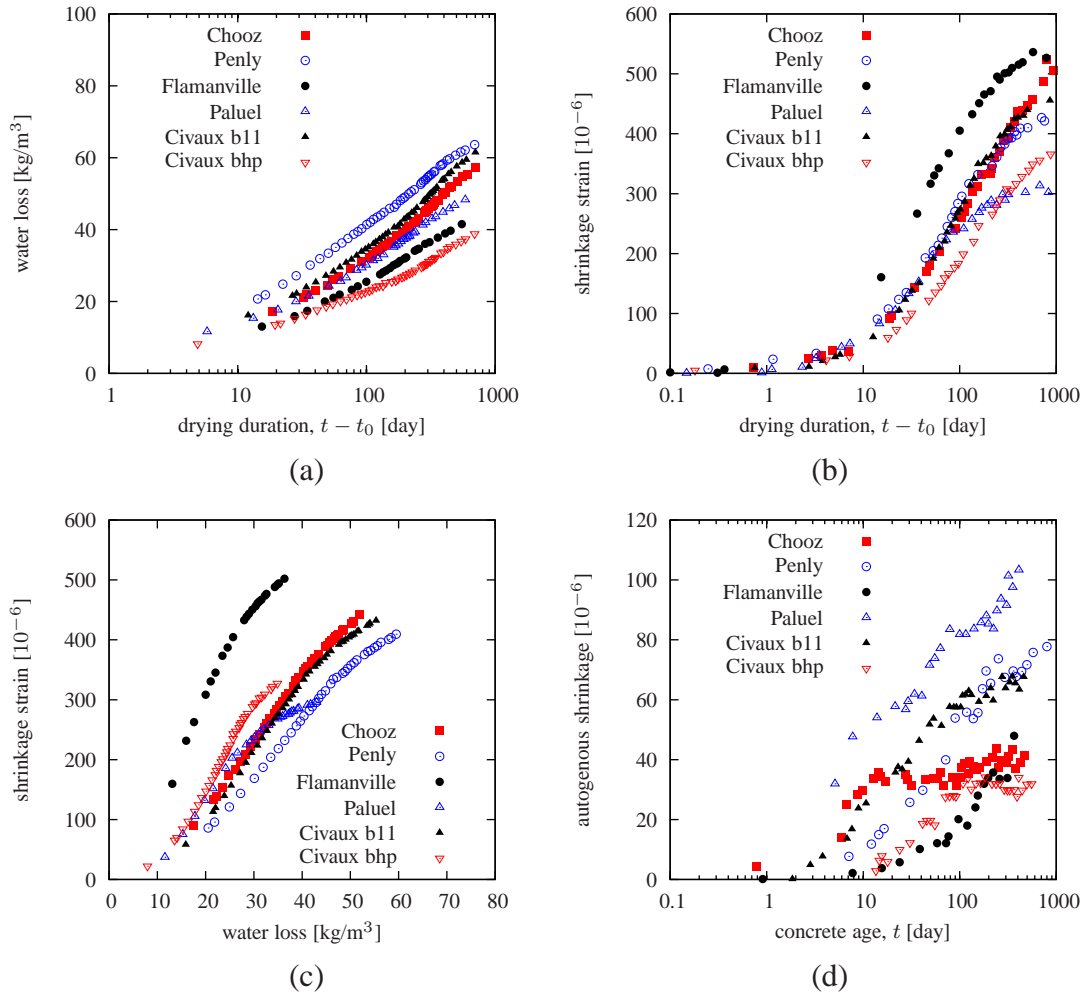 100
80
60
40
20
0
1
10
100
1000
water loss [kg/m³]
drying duration, t − t₀ [day]
Chooz
Penly
Flamanville
Paluel
Civaux b11
Civaux bhp
(a)
600
500
400
300
200
100
0
0.1
1
10
100
1000
shrinkage strain [10⁻⁶]
drying duration, t − t₀ [day]
Chooz
Penly
Flamanville
Paluel
Civaux b11
Civaux bhp
(b)
600
500
400
300
200
100
0
0
10
20
30
40
50
60
70
80
shrinkage strain [10⁻⁶]
water loss [kg/m³]
Chooz
Penly
Flamanville
Paluel
Civaux b11
Civaux bhp
(c)
120
100
80
60
40
20
0
0.1
1
10
100
1000
autogenous shrinkage [10⁻⁶]
concrete age, t [day]
Chooz
Penly
Flamanville
Paluel
Civaux b11
Civaux bhp
(d)